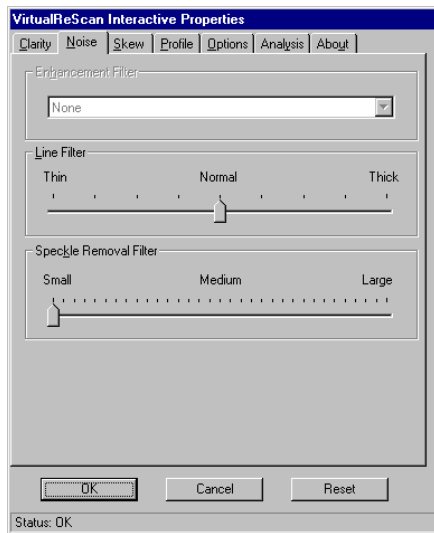 VirtualReScan Interactive Properties
Clarity Noise Skew Profile Options Analysis About
Enhancement Filter
None
Line Filter
Thin Normal Thick
Speckle Removal Filter
Small Medium Large
OK Cancel Reset
Status: OK